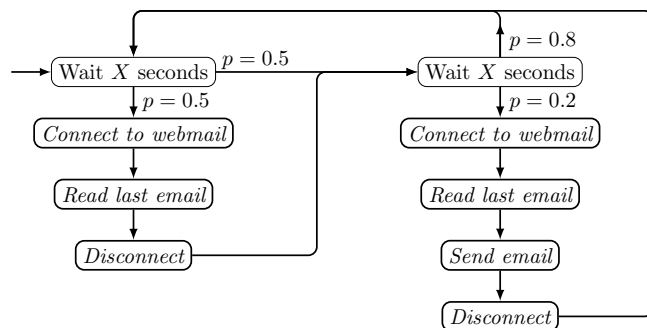 p = 0.8
Wait X seconds
p = 0.5
Wait X seconds
p = 0.5
p = 0.2
Connect to webmail
Connect to webmail
Read last email
Read last email
Disconnect
Send email
Disconnect